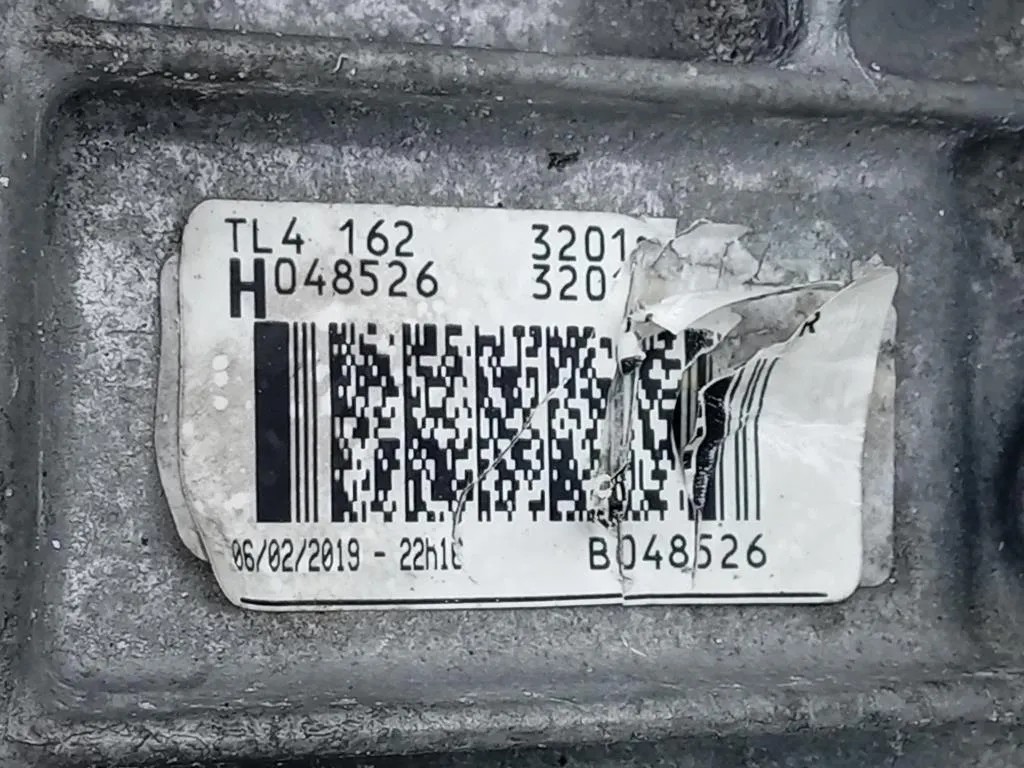 TL4 162 3201
H048526 320
R
06/02/2019 - 22h16
B048526